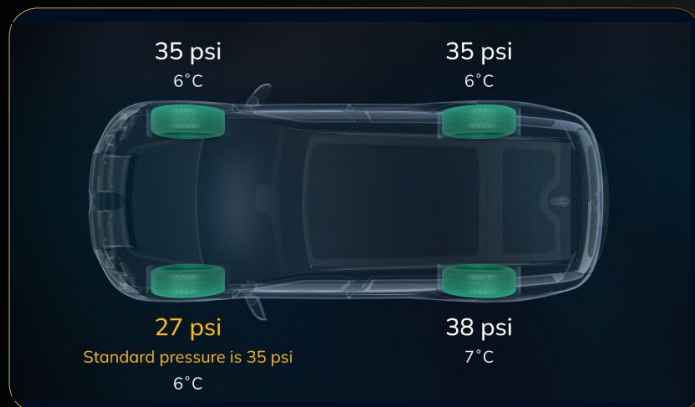 35 psi
6°C
35 psi
6°C
27 psi
Standard pressure is 35 psi
6°C
38 psi
7°C